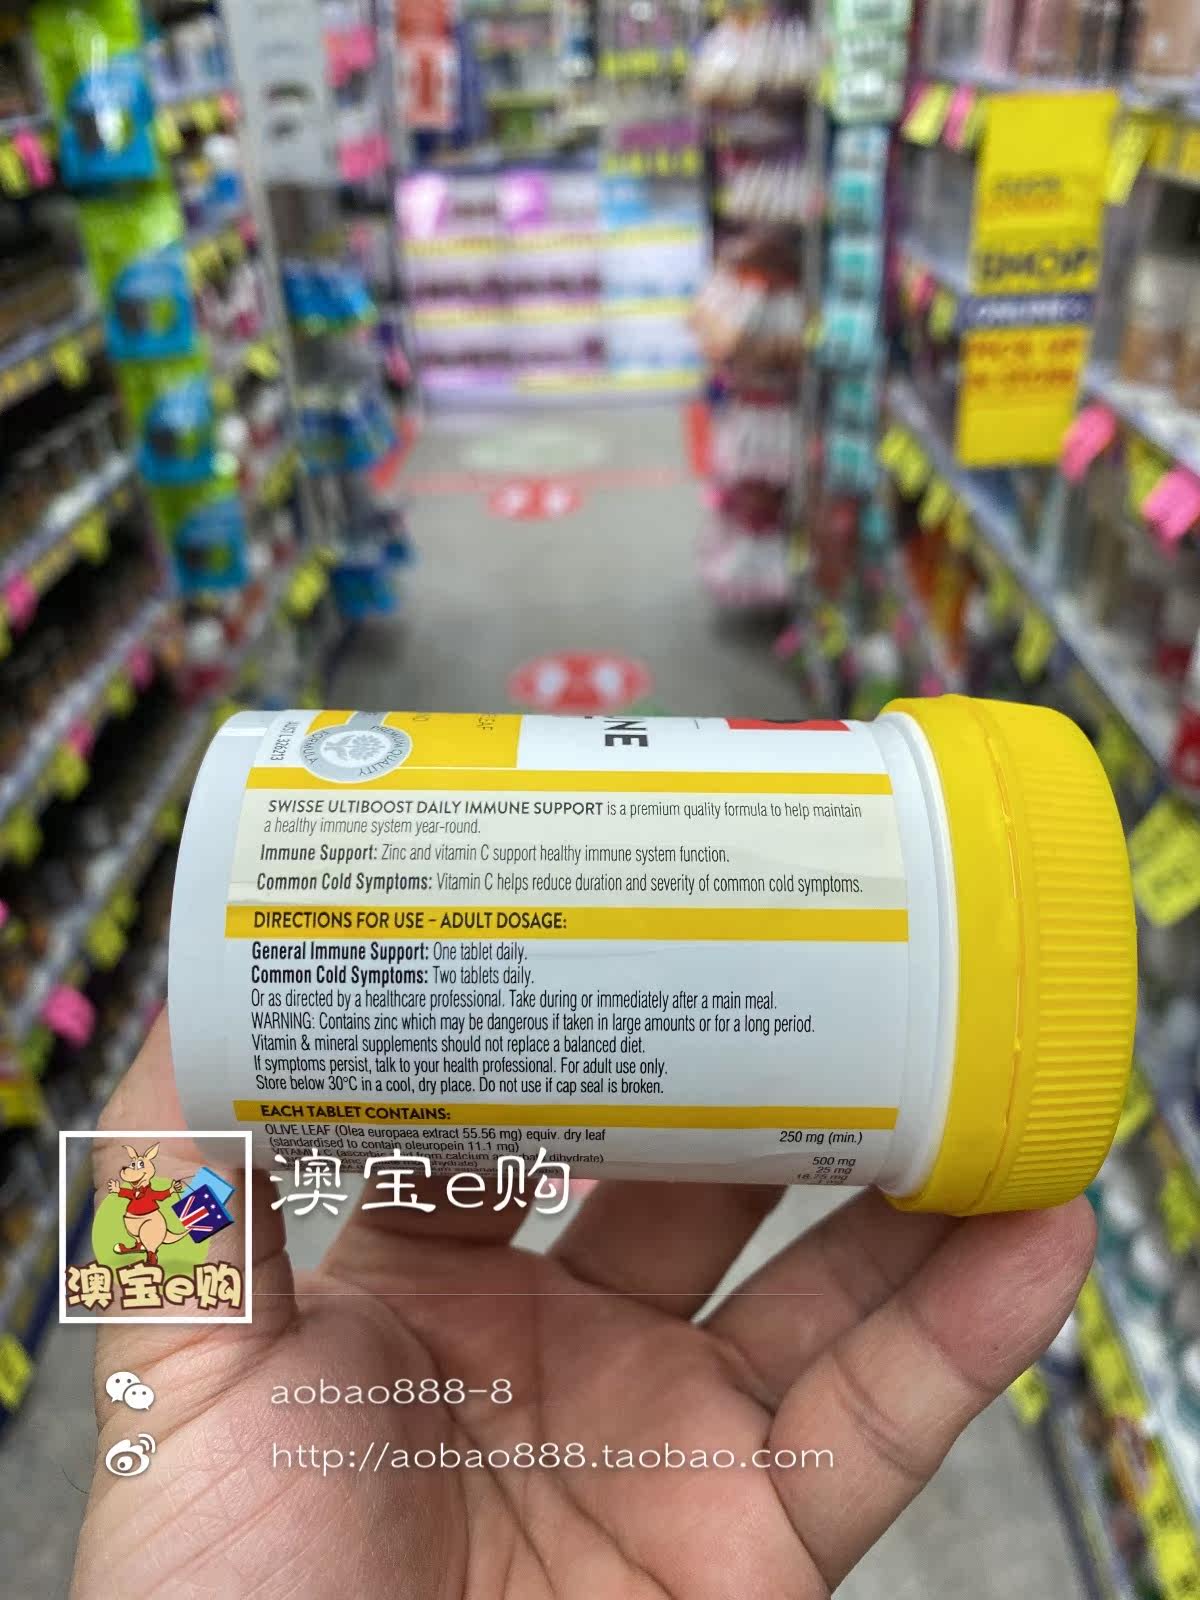 SHOP
ONLINE
NE
AUSTL 326213
PREMIUM QUALITY
FORMULA
SWISSE ULTIBOOST DAILY IMMUNE SUPPORT is a premium quality formula to help maintain
a healthy immune system year-round.
Immune Support: Zinc and vitamin C support healthy immune system function.
Common Cold Symptoms: Vitamin C helps reduce duration and severity of common cold symptoms.
DIRECTIONS FOR USE – ADULT DOSAGE:
General Immune Support: One tablet daily.
Common Cold Symptoms: Two tablets daily.
Or as directed by a healthcare professional. Take during or immediately after a main meal.
WARNING: Contains zinc which may be dangerous if taken in large amounts or for a long period.
Vitamin & mineral supplements should not replace a balanced diet.
If symptoms persist, talk to your health professional. For adult use only.
Store below 30°C in a cool, dry place. Do not use if cap seal is broken.
EACH TABLET CONTAINS:
OLIVE LEAF (Olea europaea extract 55.56 mg) equiv. dry leaf 250 mg (min.)
(standardised to contain oleuropein 11.1 mg)
500 mg
25 mg
澳宝e购
澳宝e购
aobao888-8
http://aobao888.taobao.com